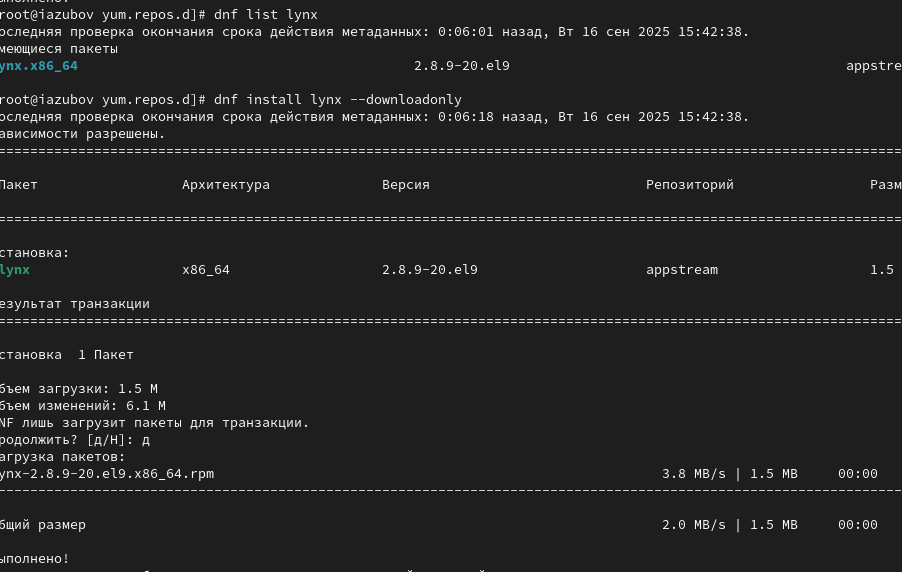 root@iazubov yum.repos.d]# dnf list lynx
оследняя проверка окончания срока действия метаданных: 0:06:01 назад, Вт 16 сен 2025 15:42:38.
меющиеся пакеты
ynx.x86_64 2.8.9-20.el9 appstre
root@iazubov yum.repos.d]# dnf install lynx --downloadonly
оследняя проверка окончания срока действия метаданных: 0:06:18 назад, Вт 16 сен 2025 15:42:38.
ависимости разрешены.
Пакет Архитектура Версия Репозиторий Разм
становка:
lynx x86_64 2.8.9-20.el9 appstream 1.5
езультат транзакции
становка 1 Пакет
бъем загрузки: 1.5 M
бъем изменений: 6.1 M
NF лишь загрузит пакеты для транзакции.
родолжить? [д/Н]: д
агрузка пакетов:
ynx-2.8.9-20.el9.x86_64.rpm 3.8 MB/s | 1.5 MB 00:00
бщий размер 2.0 MB/s | 1.5 MB 00:00
ыполнено!